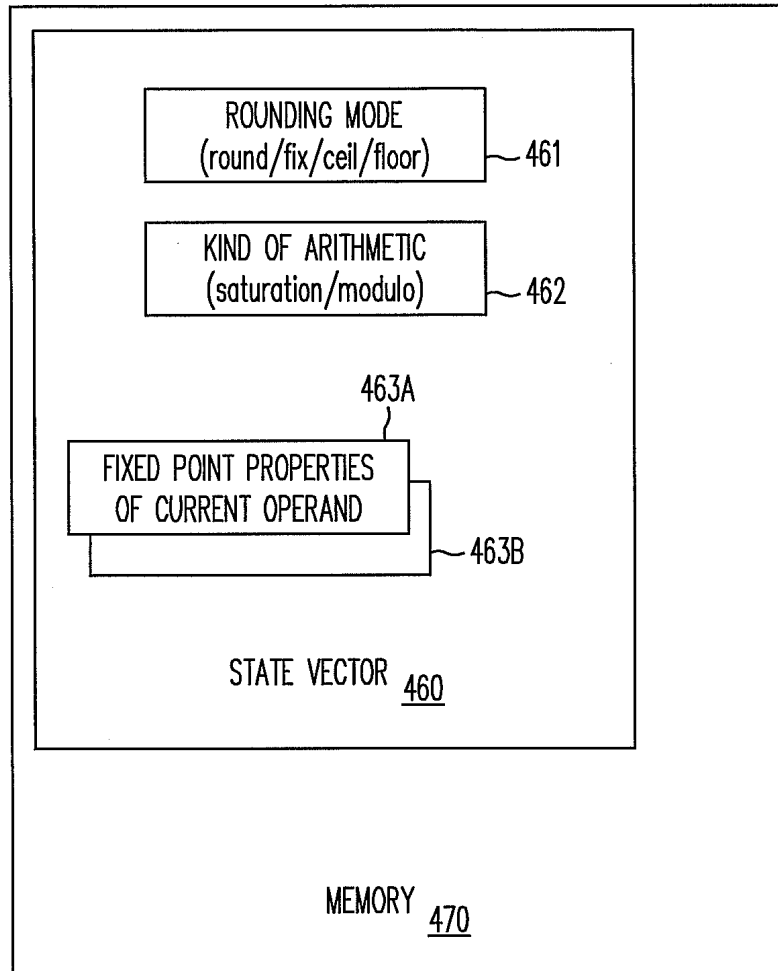 ROUNDING MODE
(round/fix/ceil/floor)
461
KIND OF ARITHMETIC
(saturation/modulo)
462
463A
FIXED POINT PROPERTIES
OF CURRENT OPERAND
463B
STATE VECTOR 460
MEMORY 470